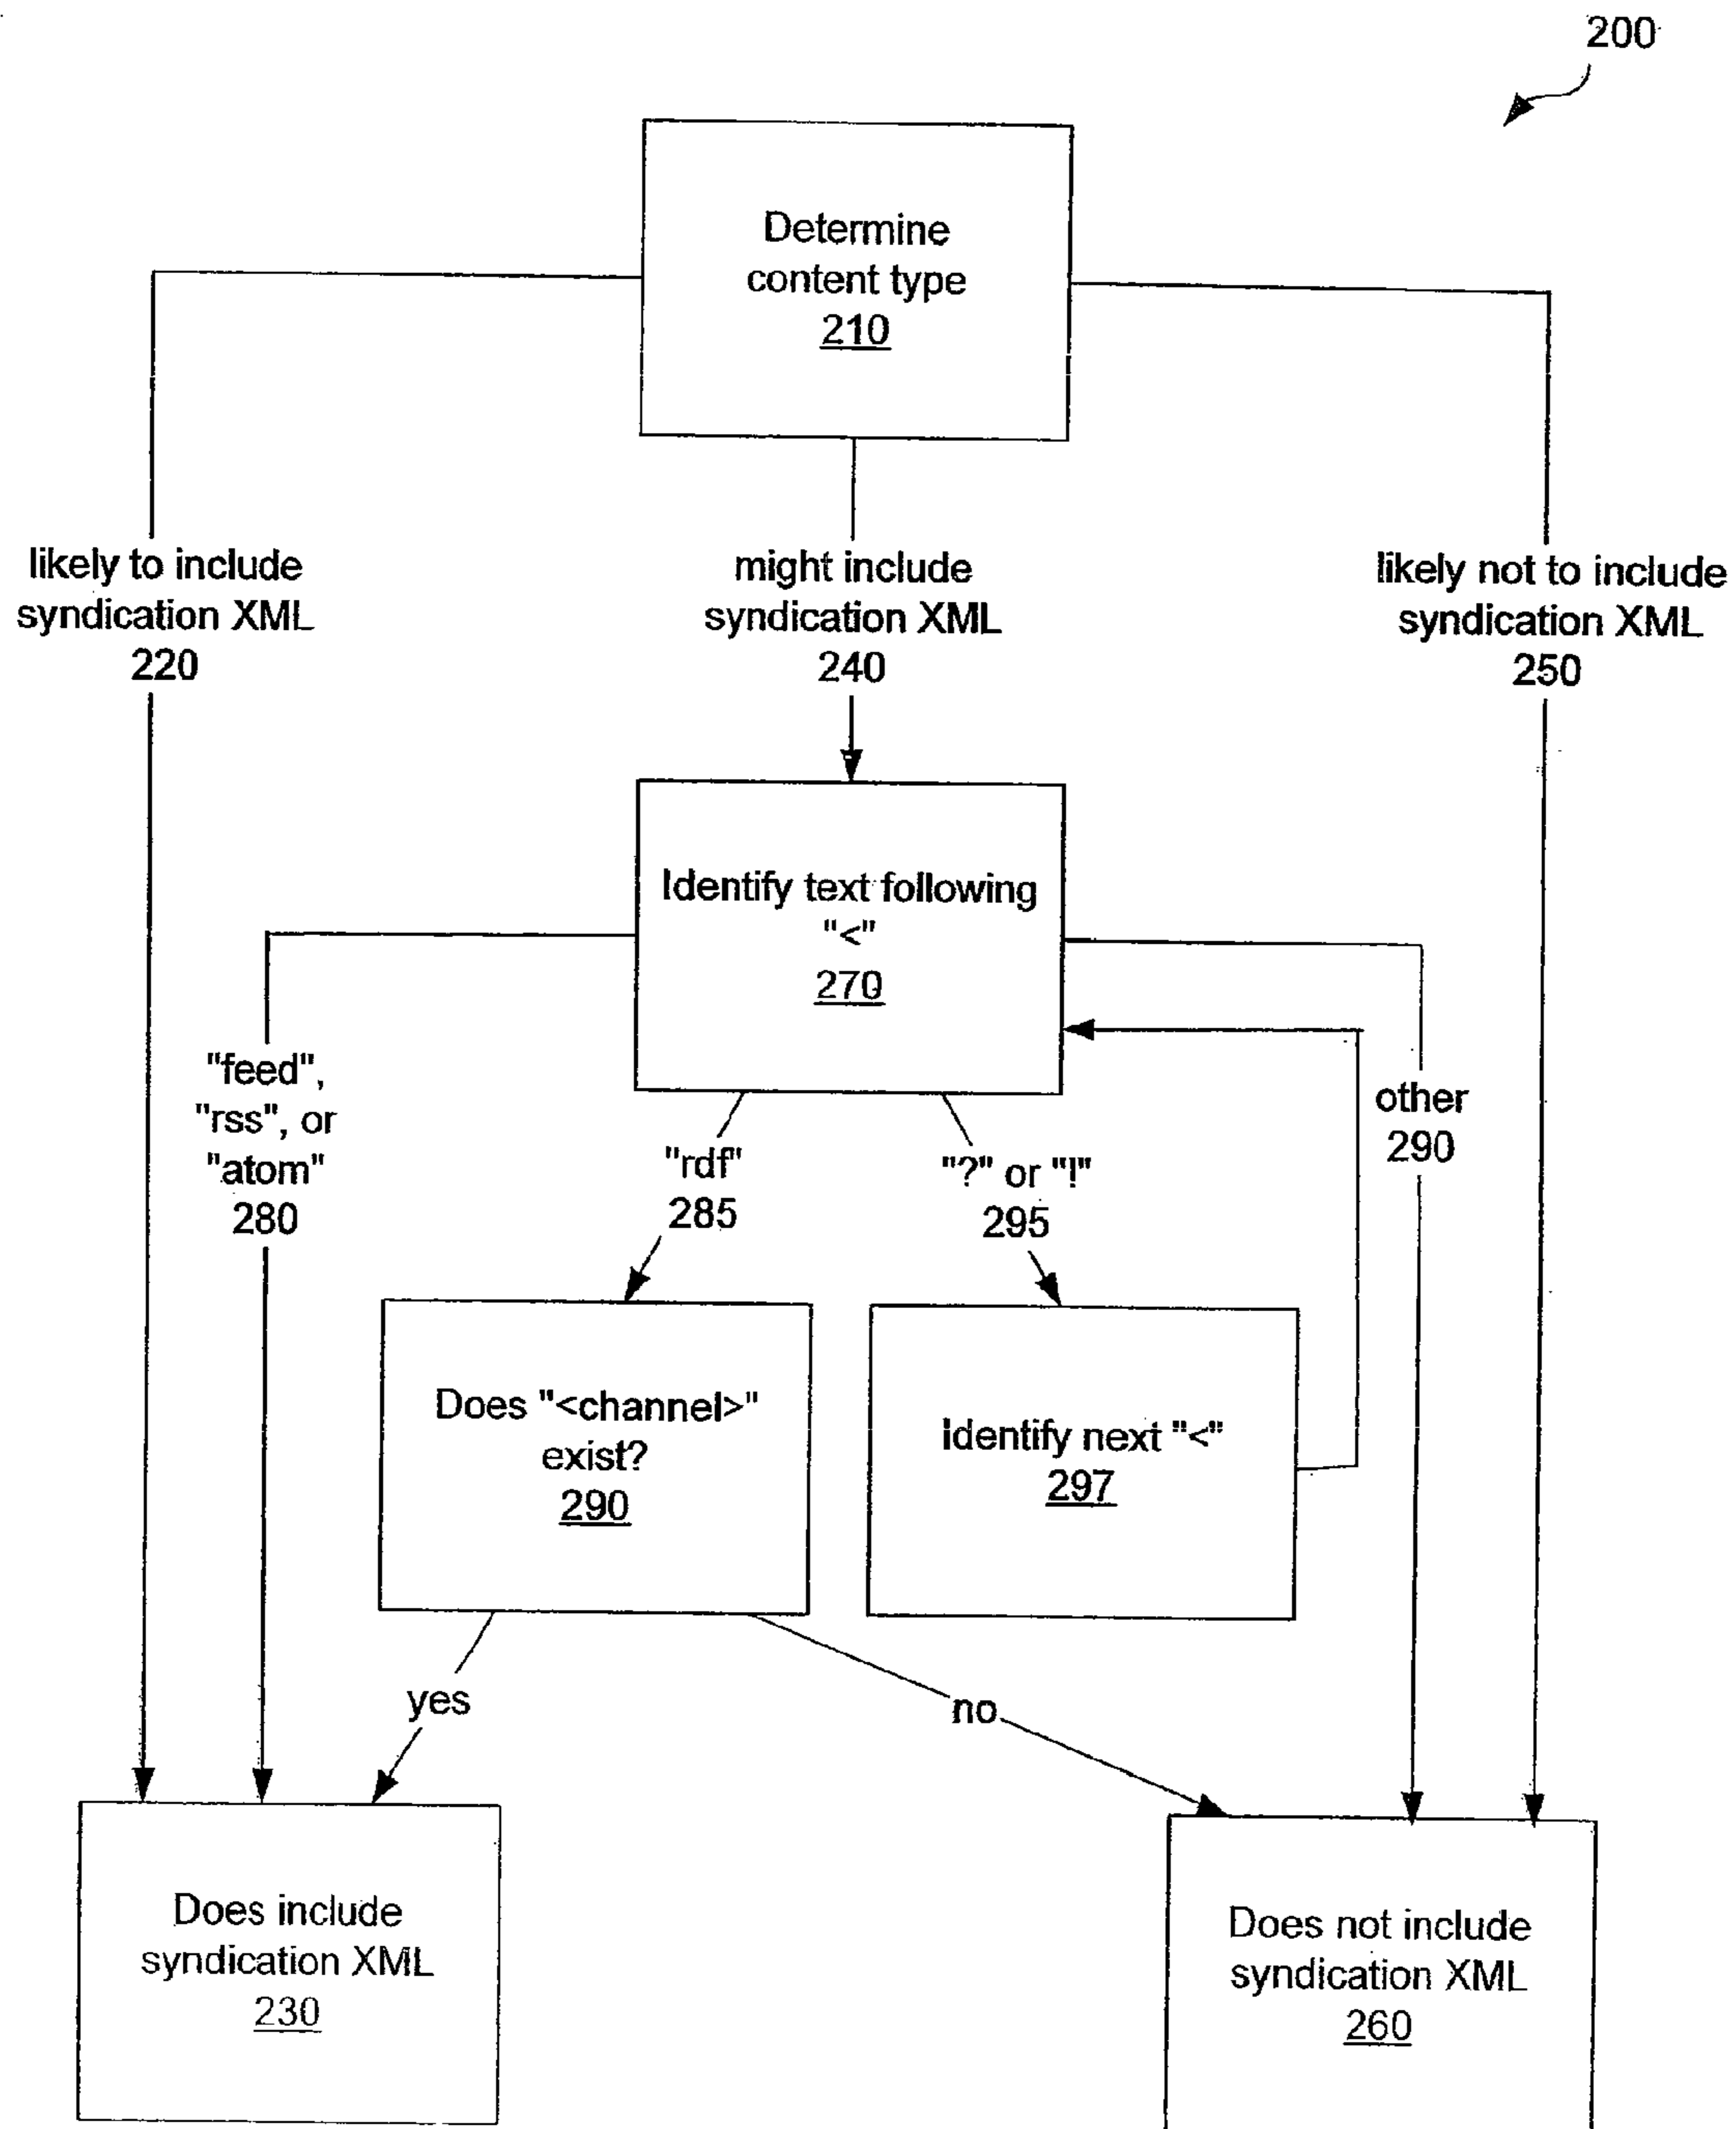 200
Determine
content type
210
likely to include
syndication XML
220
might include
syndication XML
240
likely not to include
syndication XML
250
Identify text following
"<"
270
"feed",
"rss", or
"atom"
280
"rdf"
285
"?" or "!"
295
other
290
Does "<channel>"
exist?
290
Identify next "<"
297
yes
no
Does include
syndication XML
230
Does not include
syndication XML
260